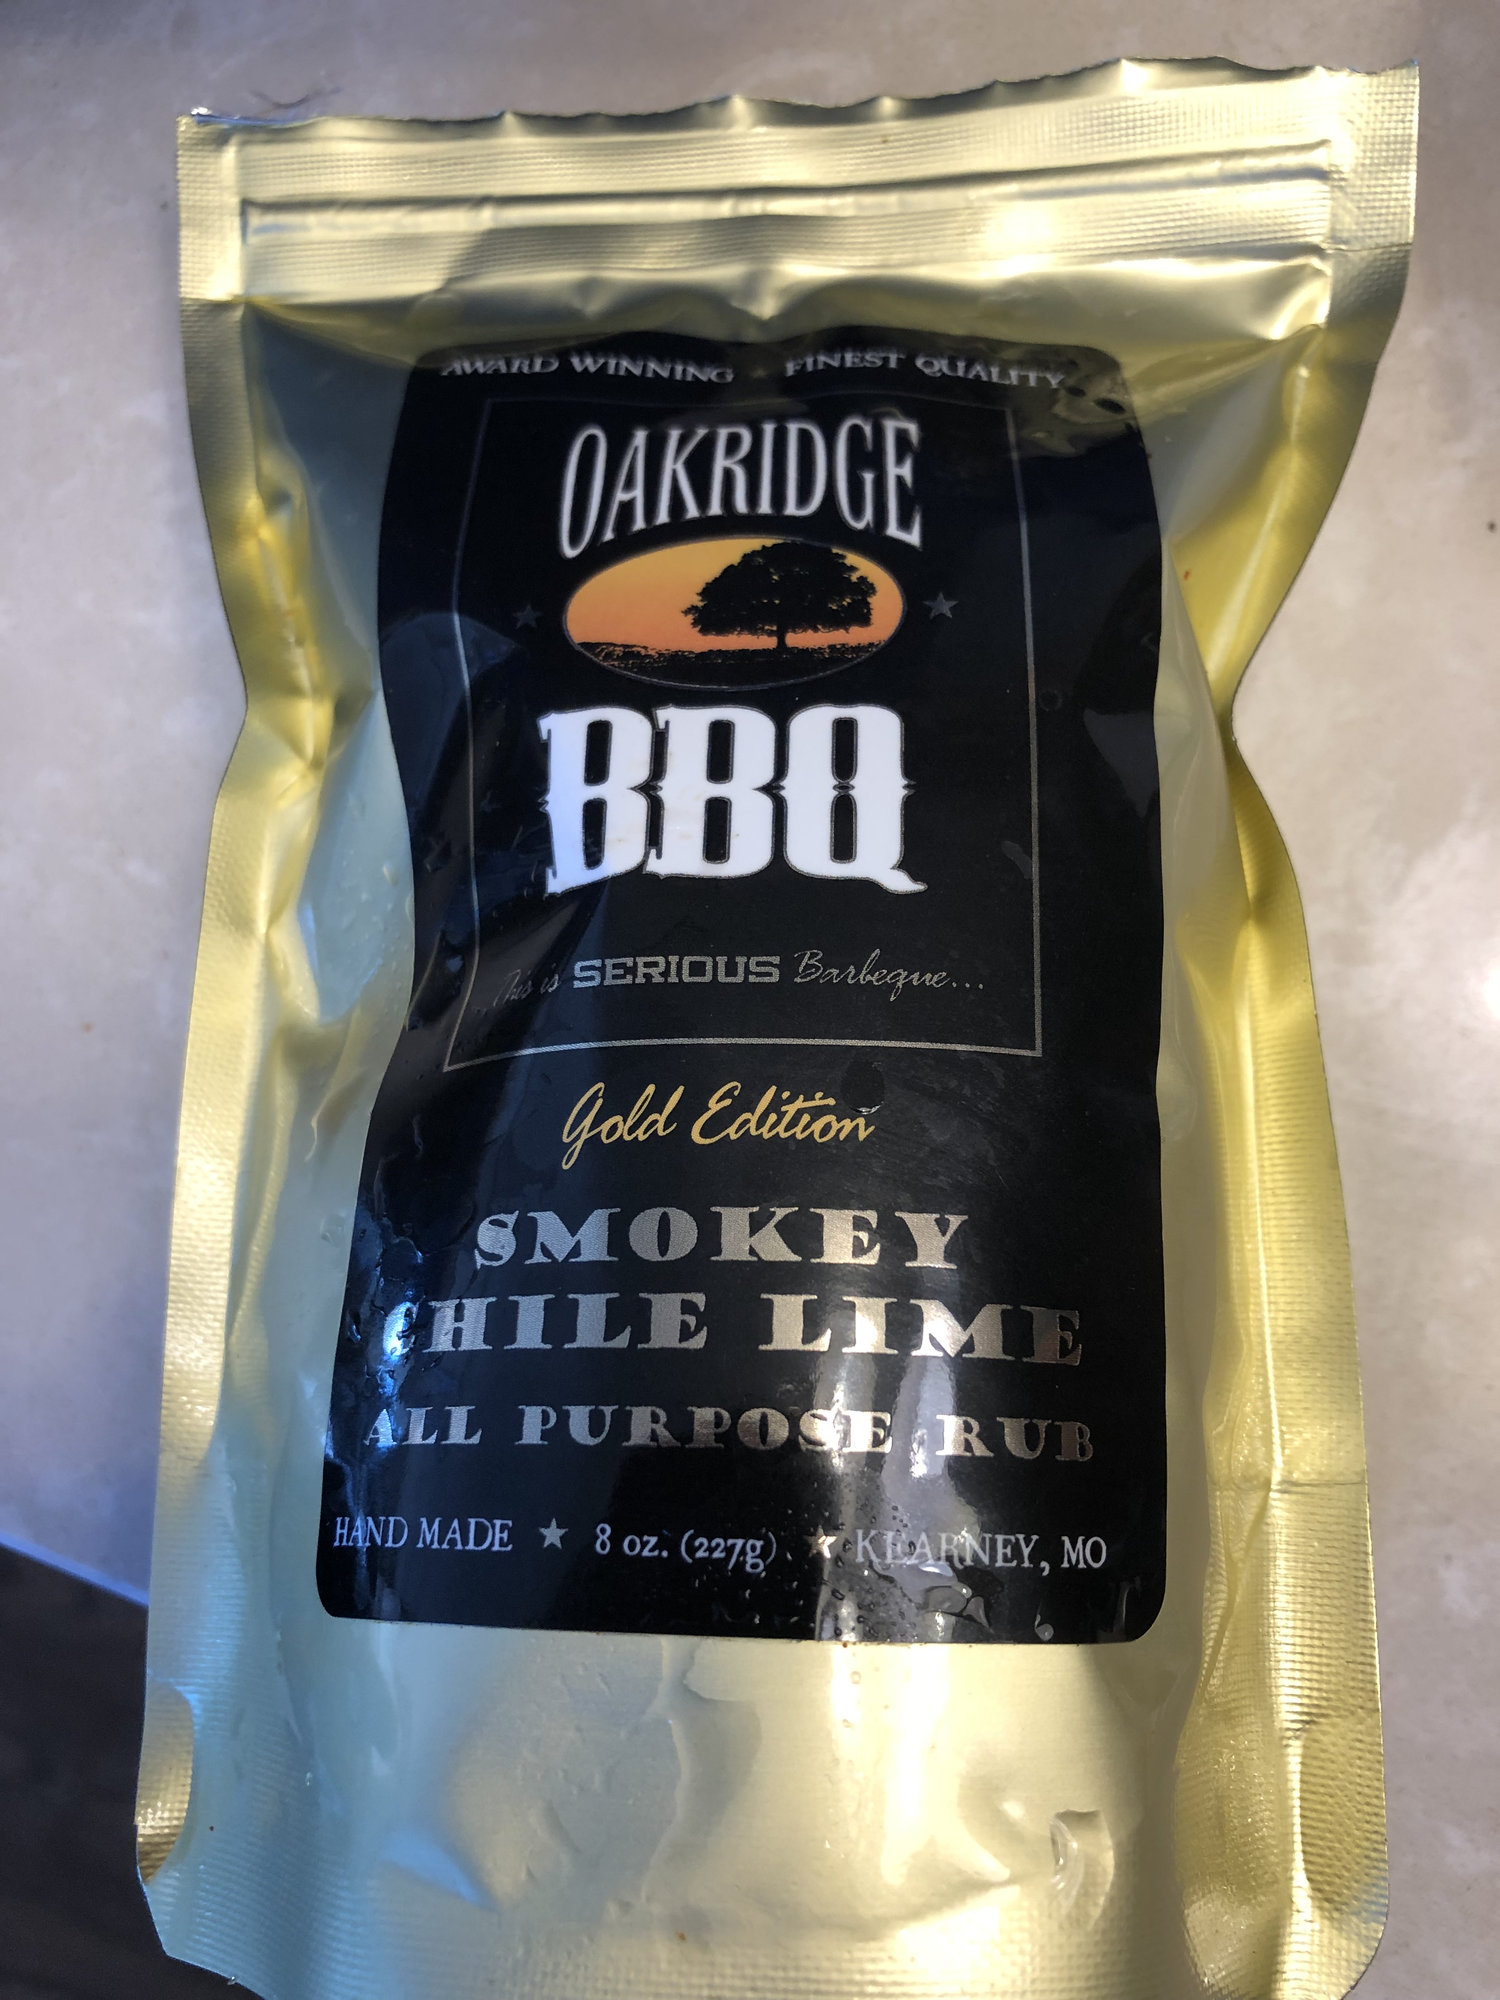 AWARD WINNING FINEST QUALITY
OAKRIDGE
BBQ
This is SERIOUS Barbeque...
Gold Edition
SMOKEY
CHILE LIME
ALL PURPOSE RUB
HAND MADE ★ 8 oz. (227g) ★ KEARNEY, MO